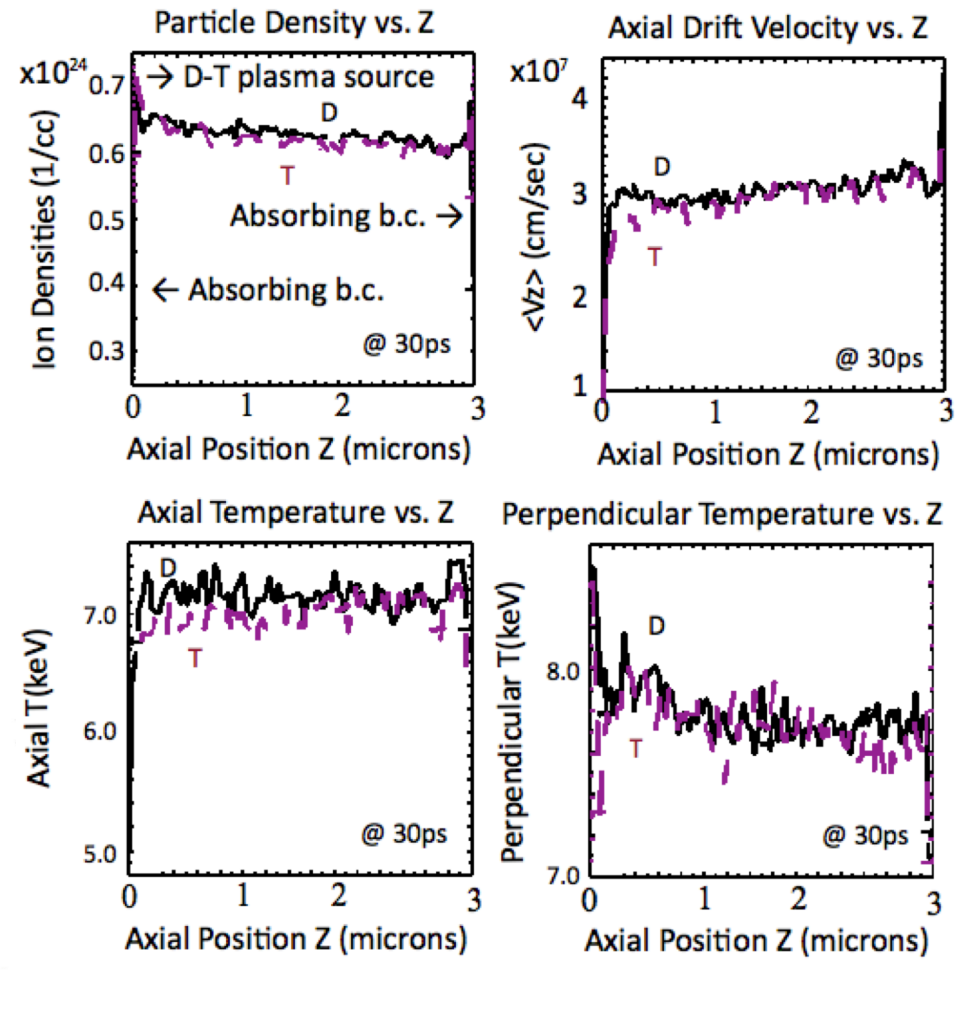 Particle Density vs. Z
x10²⁴
0.7
→ D-T plasma source
D
0.6
T
0.5
Absorbing b.c. →
0.4
← Absorbing b.c.
0.3
@ 30ps
Ion Densities (1/cc)
0 1 2 3
Axial Position Z (microns)
Axial Drift Velocity vs. Z
x10⁷
4
D
3
T
2
@ 30ps
1
<Vz> (cm/sec)
0 1 2 3
Axial Position Z (microns)
Axial Temperature vs. Z
D
7.0
T
6.0
@ 30ps
5.0
Axial T(keV)
0 1 2 3
Axial Position Z (microns)
Perpendicular Temperature vs. Z
D
8.0
T
@ 30ps
7.0
Perpendicular T(keV)
0 1 2 3
Axial Position Z (microns)